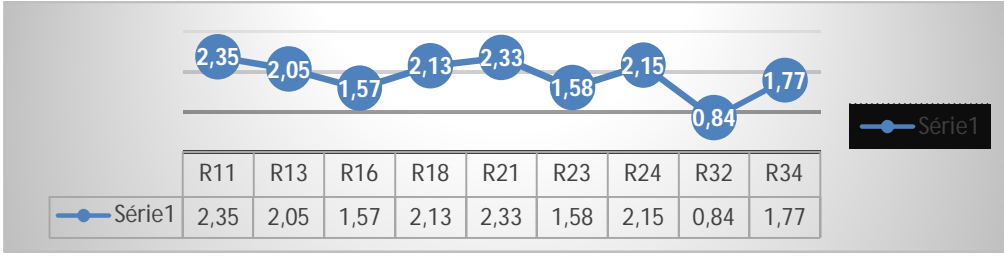 2,35 2,05 1,57 2,13 2,33 1,58 2,15 0,84 1,77
Série1
R11 R13 R16 R18 R21 R23 R24 R32 R34
Série1 2,35 2,05 1,57 2,13 2,33 1,58 2,15 0,84 1,77